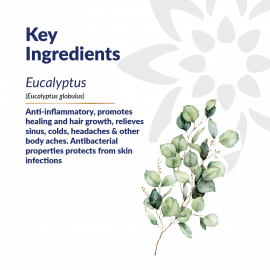 Key
Ingredients
Eucalyptus
(Eucalyptus globulus)
Anti-inflammatory, promotes
healing and hair growth, relieves
sinus, colds, headaches & other
body aches. Antibacterial
properties protects from skin
infections